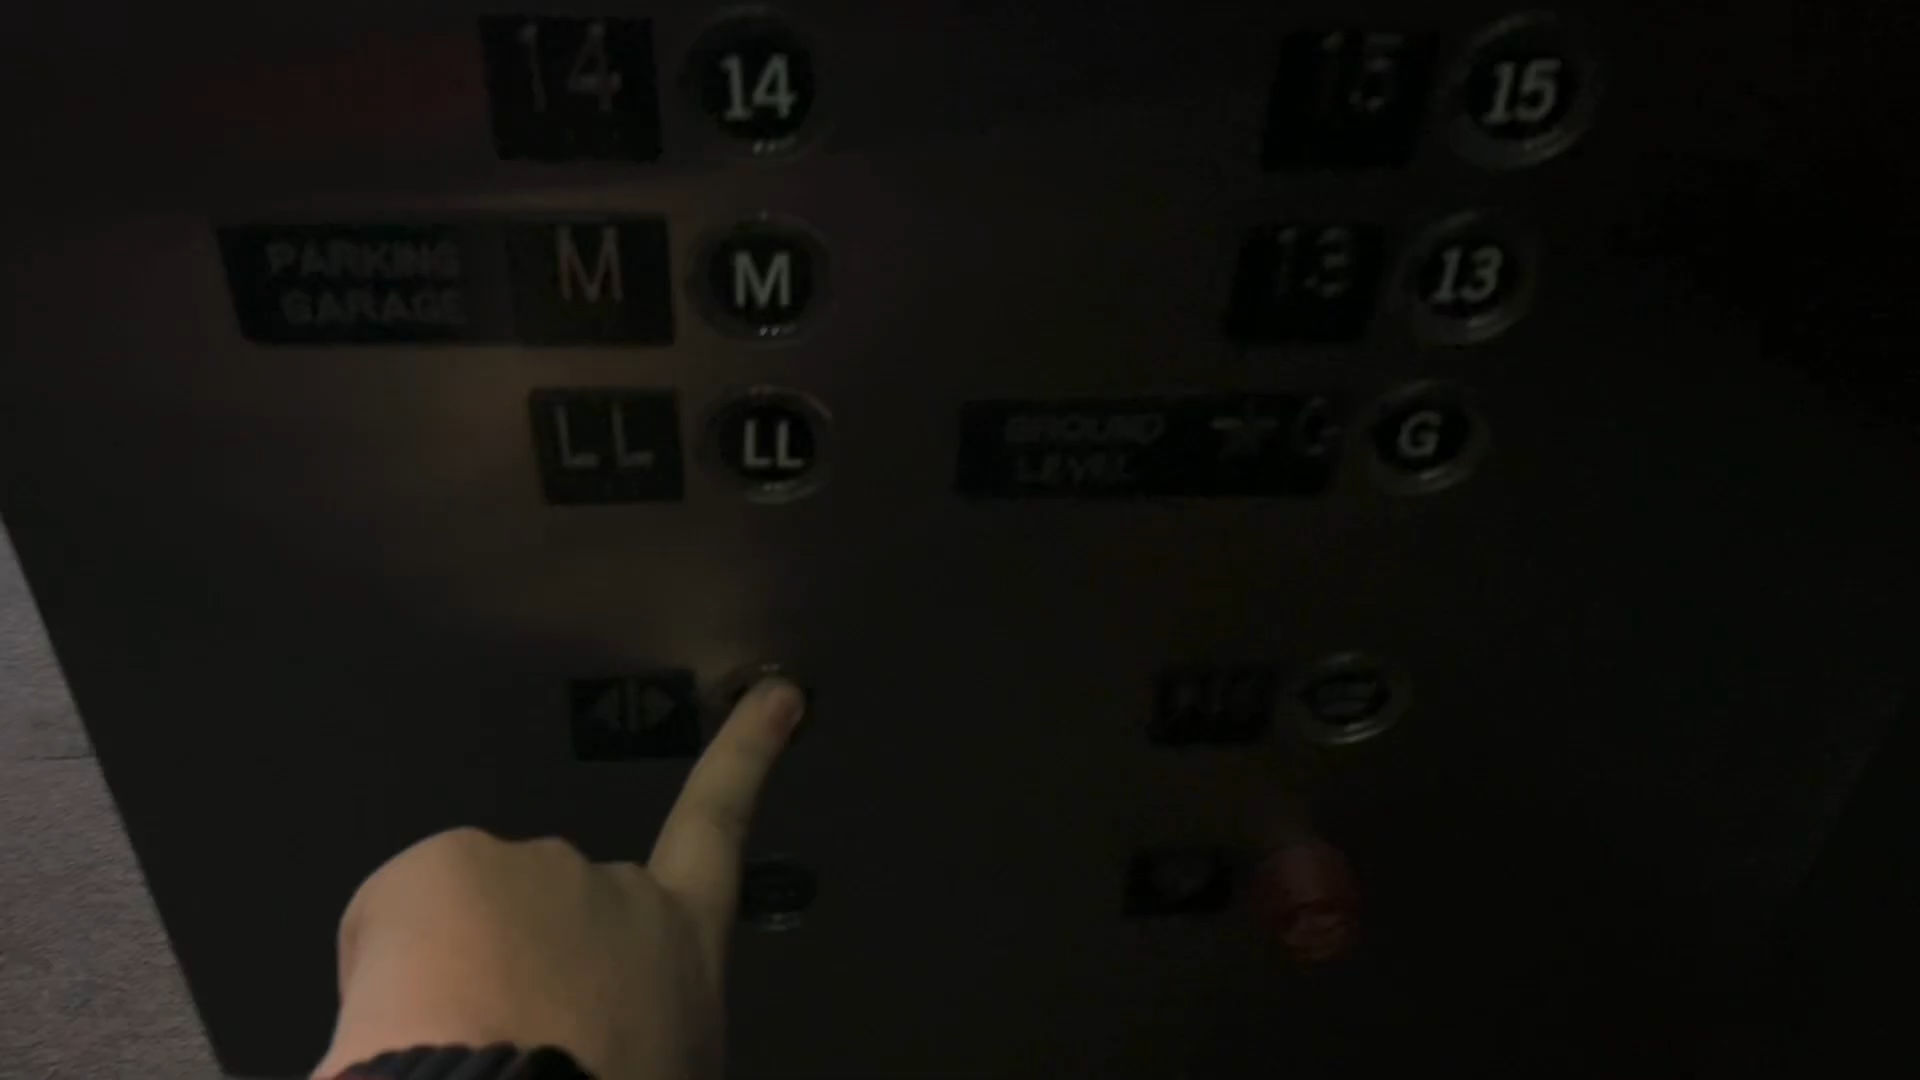 14 14 15 15
PARKING
GARAGE M M 13 13
LL LL GROUND
LEVEL ★ G G